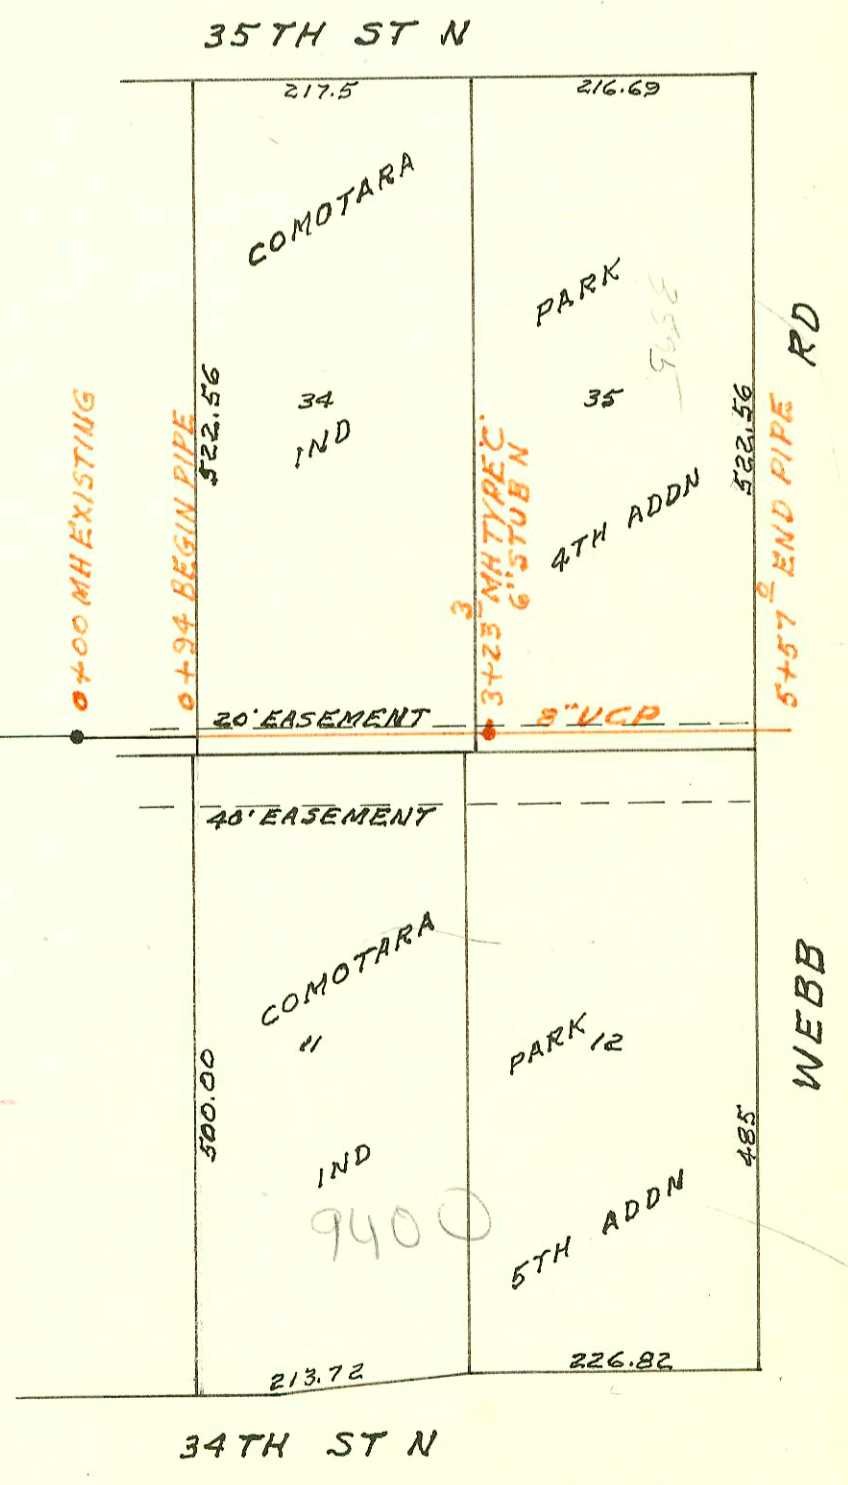 35TH ST N
217.5
216.69
COMOTARA
PARK
3595
34
IND
35
4TH ADDN
522.56
522.56
RD
0+00 MH EXISTING
0+94 BEGIN PIPE
3+23 3 MH TYPE 'C'
6" STUB N
5+57 0 END PIPE
20' EASEMENT
8" VCP
40' EASEMENT
COMOTARA
11
PARK
12
IND
5TH ADDN
9400
500.00
485
WEBB
213.72
226.82
34TH ST N